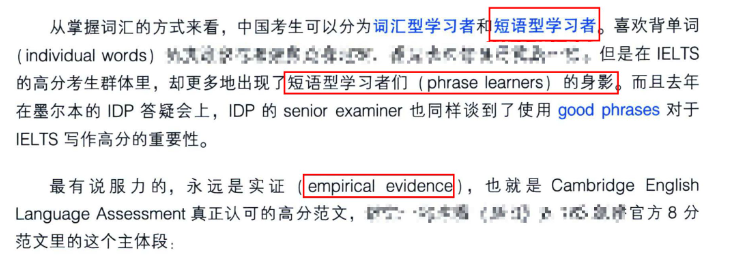 从掌握词汇的方式来看，中国考生可以分为词汇型学习者和短语型学习者。喜欢背单词
(individual words) 但是在 IELTS
的高分考生群体里，却更多地出现了短语型学习者们（phrase learners）的身影。而且去年
在墨尔本的 IDP 答疑会上，IDP 的 senior examiner 也同样谈到了使用 good phrases 对于
IELTS 写作高分的重要性。
最有说服力的，永远是实证（empirical evidence），也就是 Cambridge English
Language Assessment 真正认可的高分范文，官方 8 分
范文里的这个主体段：